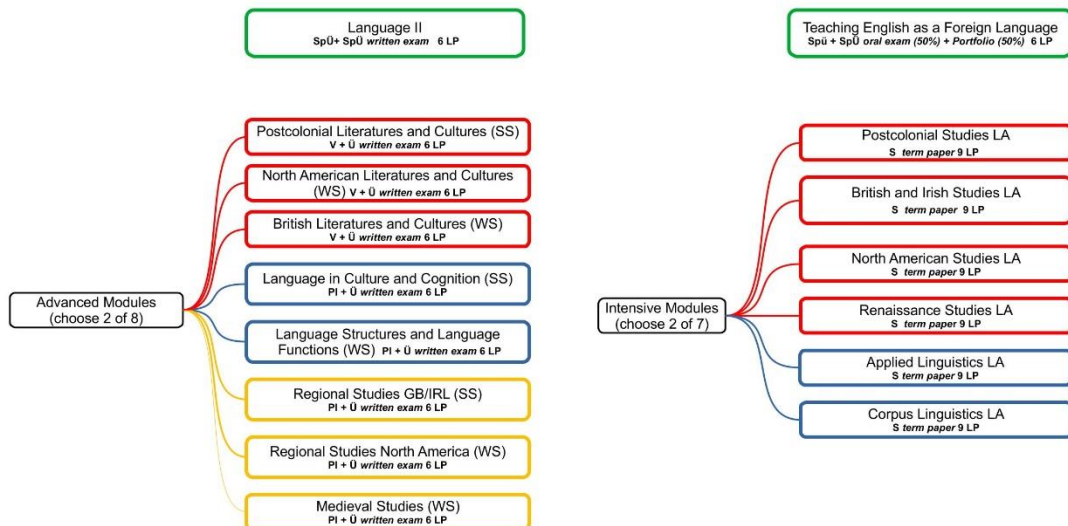 Language II
SpÜ+ SpÜ written exam 6 LP
Teaching English as a Foreign Language
Spü + SpÜ oral exam (50%) + Portfolio (50%) 6 LP
Advanced Modules
(choose 2 of 8)
Postcolonial Literatures and Cultures (SS)
V + Ü written exam 6 LP
North American Literatures and Cultures
(WS) V + Ü written exam 6 LP
British Literatures and Cultures (WS)
V + Ü written exam 6 LP
Language in Culture and Cognition (SS)
PI + Ü written exam 6 LP
Language Structures and Language
Functions (WS) PI + Ü written exam 6 LP
Regional Studies GB/IRL (SS)
PI + Ü written exam 6 LP
Regional Studies North America (WS)
PI + Ü written exam 6 LP
Medieval Studies (WS)
PI + Ü written exam 6 LP
Intensive Modules
(choose 2 of 7)
Postcolonial Studies LA
S term paper 9 LP
British and Irish Studies LA
S term paper 9 LP
North American Studies LA
S term paper 9 LP
Renaissance Studies LA
S term paper 9 LP
Applied Linguistics LA
S term paper 9 LP
Corpus Linguistics LA
S term paper 9 LP